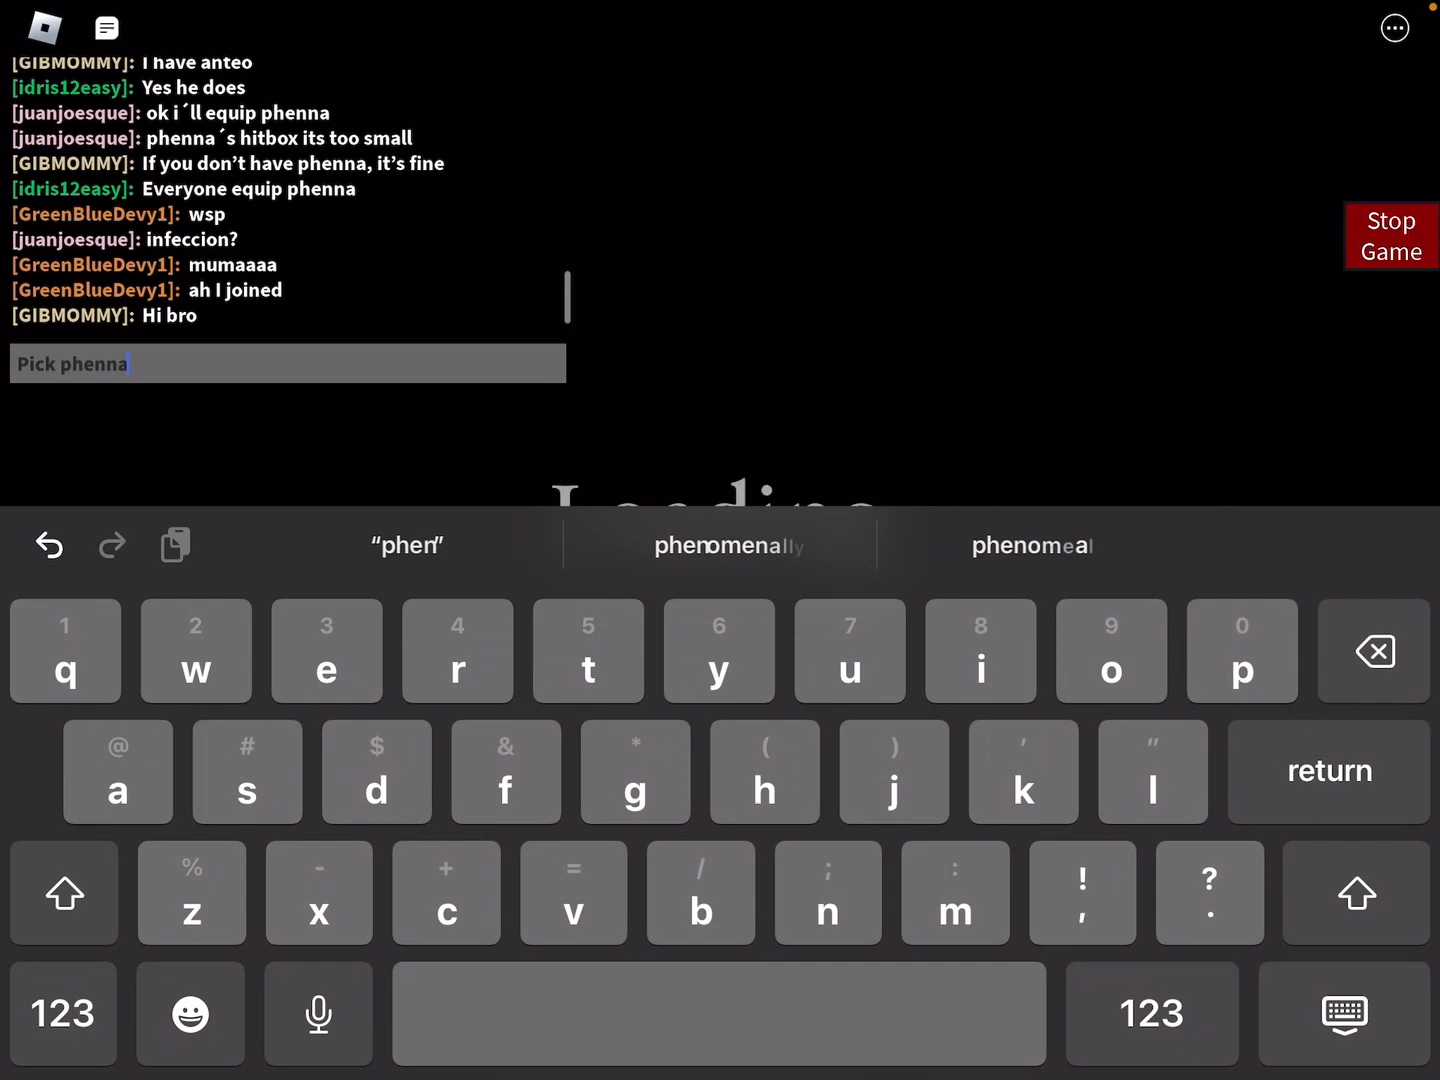 [GIBMOMMY]: I have anteo
[idris12easy]: Yes he does
[juanjoesque]: ok i´ll equip phenna
[juanjoesque]: phenna´s hitbox its too small
[GIBMOMMY]: If you don’t have phenna, it’s fine
[idris12easy]: Everyone equip phenna
[GreenBlueDevy1]: wsp
[juanjoesque]: infeccion?
[GreenBlueDevy1]: mumaaaa
[GreenBlueDevy1]: ah I joined
[GIBMOMMY]: Hi bro
Stop
Game
Pick phenna
Loading
“phen” phenomenally phenomeal
1 2 3 4 5 6 7 8 9 0
q w e r t y u i o p
@ # $ & * ( ) ' "
a s d f g h j k l return
% - + = / ; : ! ?
z x c v b n m , .
123 123